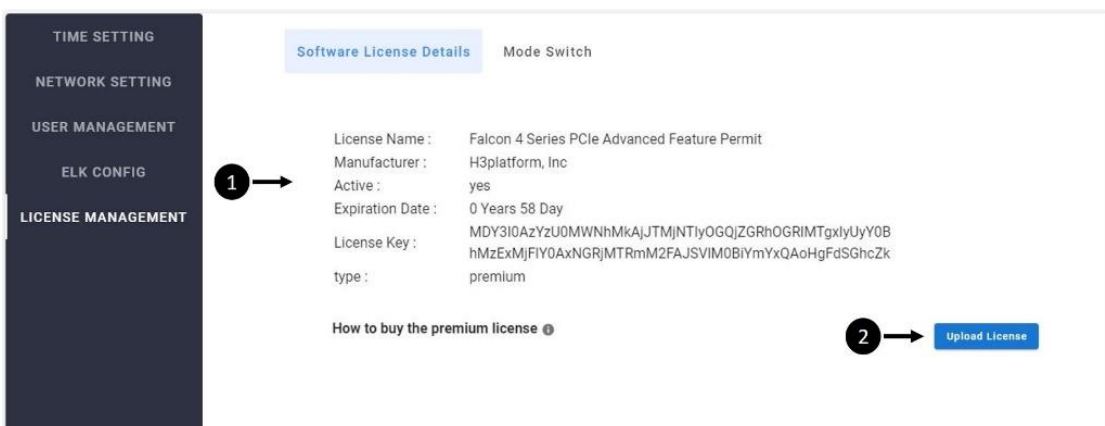 TIME SETTING
NETWORK SETTING
USER MANAGEMENT
ELK CONFIG
LICENSE MANAGEMENT
Software License Details
Mode Switch
1
License Name : Falcon 4 Series PCIe Advanced Feature Permit
Manufacturer : H3platform, Inc
Active : yes
Expiration Date : 0 Years 58 Day
License Key : MDY3I0AzYzU0MWNhMkAjJTMjNTIyOGQjZGRhOGRlMTgxIyUyY0B
hMzExMjFlY0AxNGRjMTRmM2FAJSVlM0BiYmYxQAoHgFdSGhcZk
type : premium
How to buy the premium license
2
Upload License